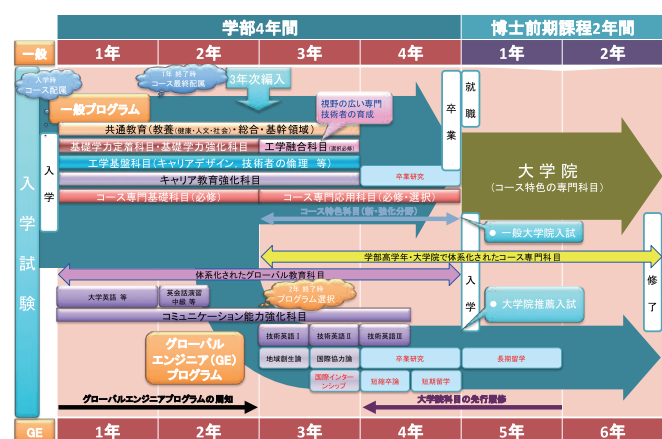 学部4年間
博士前期課程2年間
一般
1年
2年
3年
4年
1年
2年
入学時
コース配属
1年 終了時
コース最終配属
3年次編入
一般プログラム
視野の広い専門
技術者の育成
卒業
就職
共通教育(教養(健康・人文・社会)・総合・基幹領域)
基礎学力定着科目・基礎学力強化科目
工学融合科目(選択必修)
工学基盤科目(キャリアデザイン、技術者の倫理 等)
キャリア教育強化科目
卒業研究
コース専門基礎科目(必修)
コース専門応用科目(必修・選択)
コース特色科目(新・強化分野)
入学
入学試験
大学院
(コース特色の専門科目)
● 一般大学院入試
学部高学年・大学院で体系化されたコース専門科目
体系化されたグローバル教育科目
大学英語 等
英会話演習
中級 等
2年 終了時
プログラム選択
コミュニケーション能力強化科目
入学
● 大学院推薦入試
修了
グローバル
エンジニア(GE)
プログラム
技術英語Ⅰ
技術英語Ⅱ
技術英語Ⅲ
地域創生論
国際協力論
卒業研究
長期留学
国際インター
ンシップ
短縮卒論
短期留学
グローバルエンジニアプログラムの周知
大学院科目の先行履修
GE
1年
2年
3年
4年
5年
6年